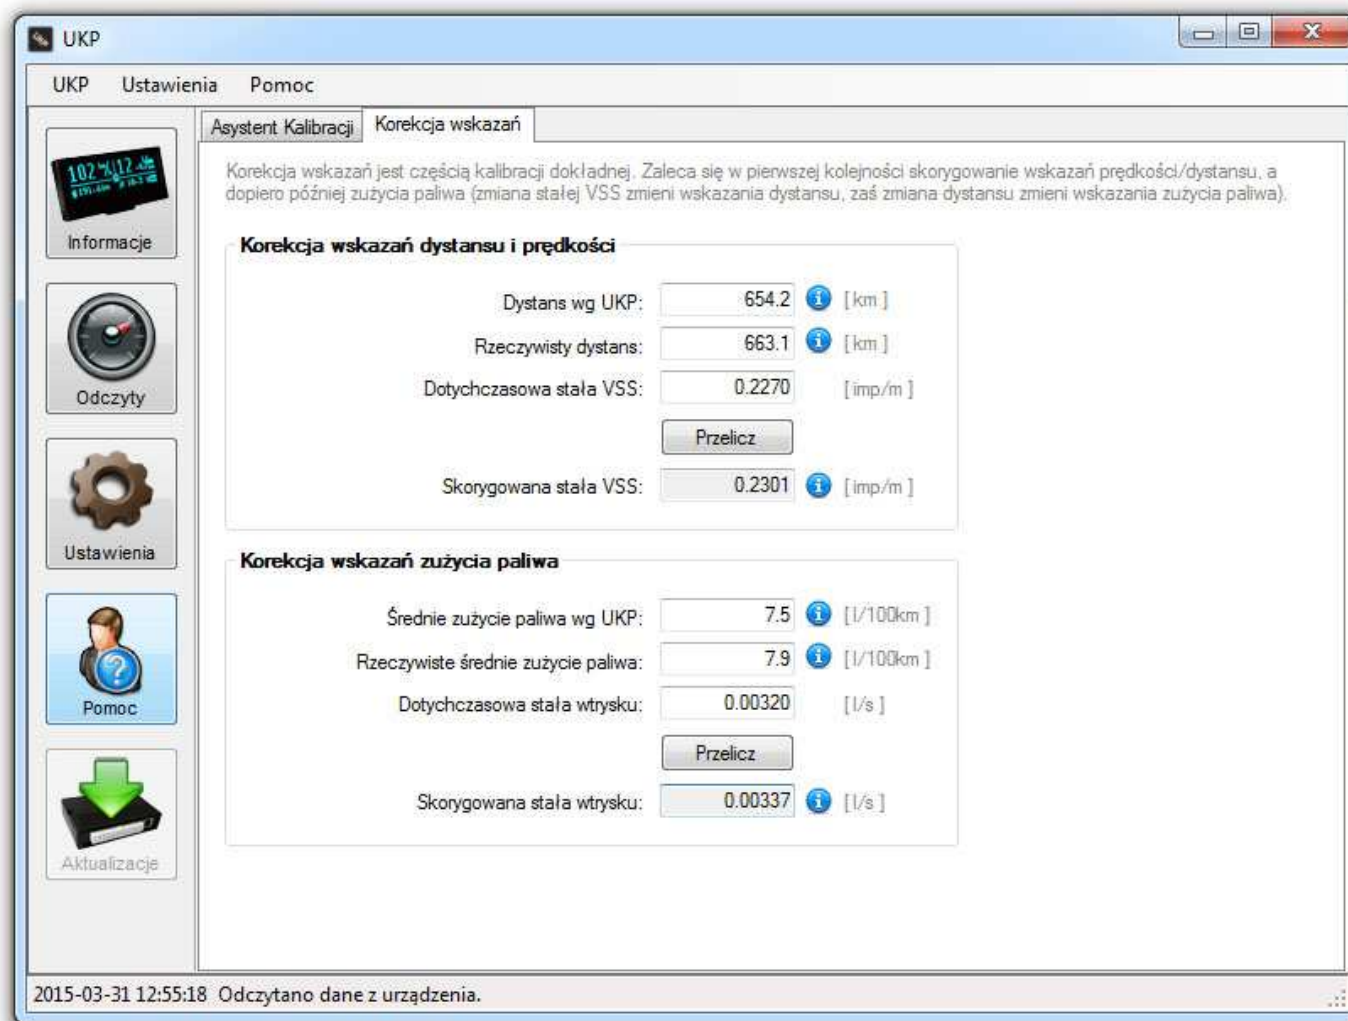 UKP
UKP Ustawienia Pomoc
Asystent Kalibracji Korekcja wskazań
Korekcja wskazań jest częścią kalibracji dokładnej. Zaleca się w pierwszej kolejności skorygowanie wskazań prędkości/dystansu, a
dopiero później zużycia paliwa (zmiana stałej VSS zmieni wskazania dystansu, zaś zmiana dystansu zmieni wskazania zużycia paliwa).
Informacje
Odczyty
Ustawienia
Pomoc
Aktualizacje
Korekcja wskazań dystansu i prędkości
Dystans wg UKP: 654.2 [ km ]
Rzeczywisty dystans: 663.1 [ km ]
Dotychczasowa stała VSS: 0.2270 [ imp/m ]
Przelicz
Skorygowana stała VSS: 0.2301 [ imp/m ]
Korekcja wskazań zużycia paliwa
Średnie zużycie paliwa wg UKP: 7.5 [ l/100km ]
Rzeczywiste średnie zużycie paliwa: 7.9 [ l/100km ]
Dotychczasowa stała wtrysku: 0.00320 [ l/s ]
Przelicz
Skorygowana stała wtrysku: 0.00337 [ l/s ]
2015-03-31 12:55:18 Odczytano dane z urządzenia.